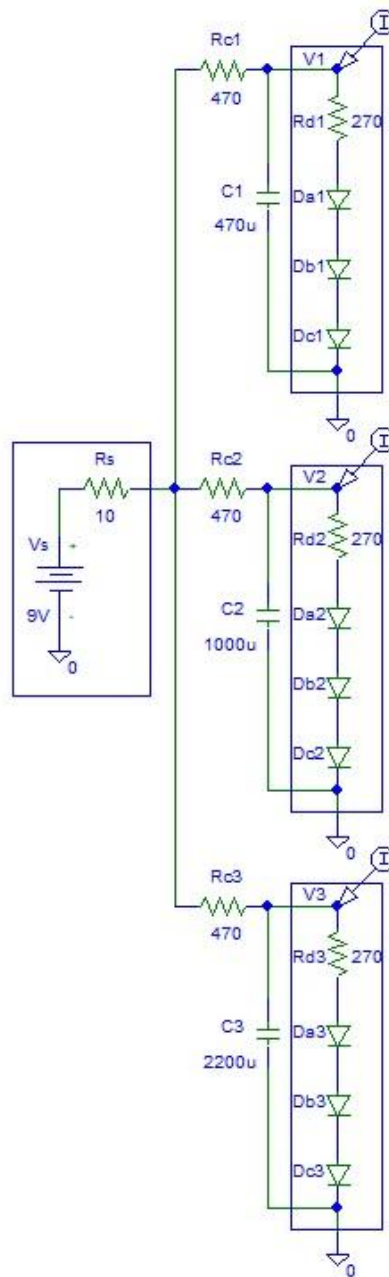 Rc1
470
V1
I
Rd1 270
C1
470u
Da1
Db1
Dc1
0
Rs
10
Vs
+
9V
-
0
Rc2
470
V2
I
Rd2 270
C2
1000u
Da2
Db2
Dc2
0
Rc3
470
V3
I
Rd3 270
C3
2200u
Da3
Db3
Dc3
0